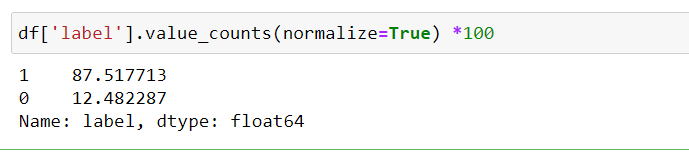 df['label'].value_counts(normalize=True) *100
1    87.517713
0    12.482287
Name: label, dtype: float64